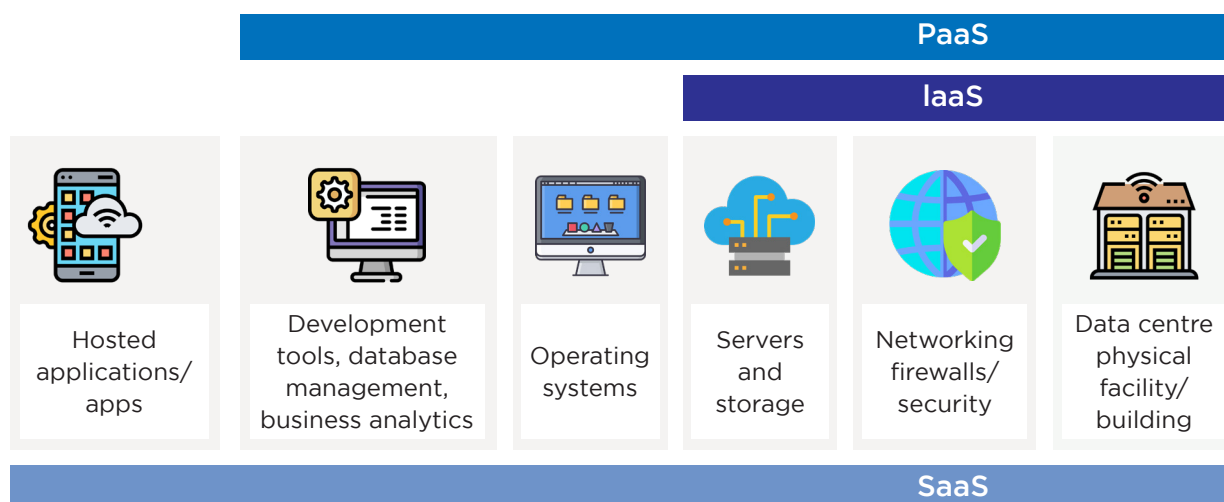 PaaS
IaaS
Hosted
applications/
apps
Development
tools, database
management,
business analytics
Operating
systems
Servers
and
storage
Networking
firewalls/
security
Data centre
physical
facility/
building
SaaS